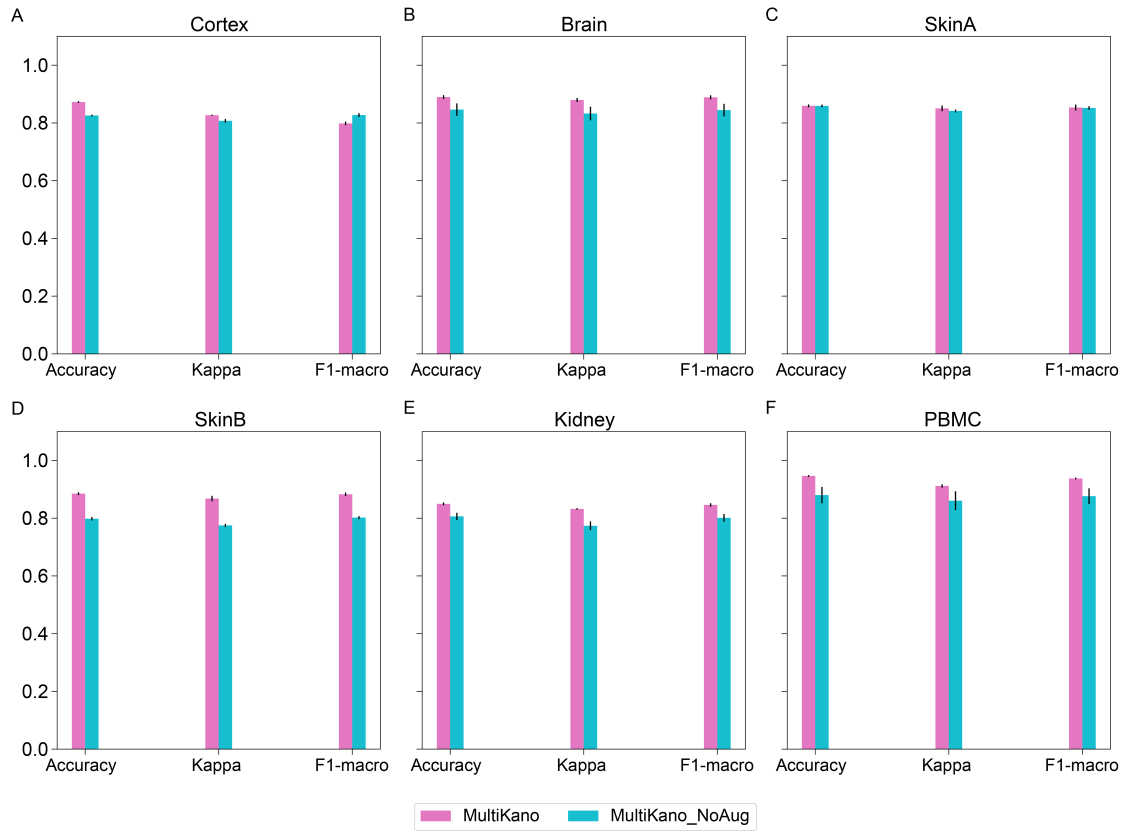 A
Cortex
B
Brain
C
SkinA
1.0
0.8
0.6
0.4
0.2
0.0
Accuracy Kappa F1-macro
Accuracy Kappa F1-macro
Accuracy Kappa F1-macro
D
SkinB
E
Kidney
F
PBMC
1.0
0.8
0.6
0.4
0.2
0.0
Accuracy Kappa F1-macro
Accuracy Kappa F1-macro
Accuracy Kappa F1-macro
MultiKano MultiKano_NoAug